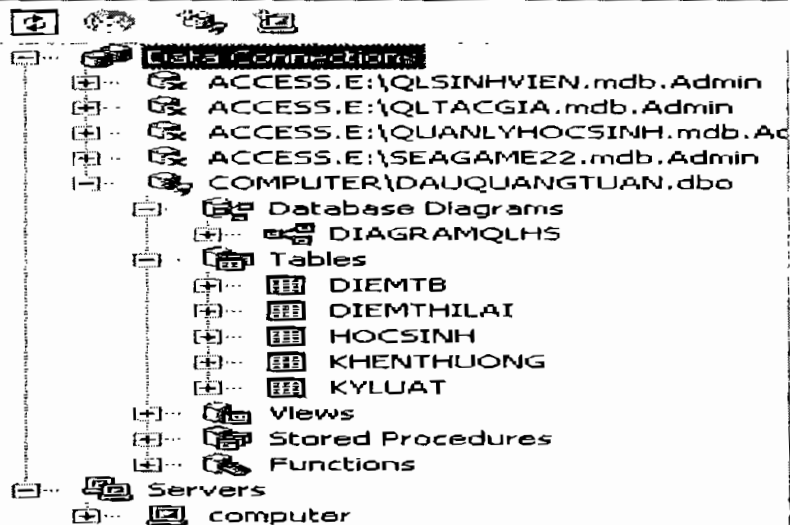 Data Connections
ACCESS.E:\QLSINHVIEN.mdb.Admin
ACCESS.E:\QLTACGIA.mdb.Admin
ACCESS.E:\QUANLYHOCSINH.mdb.Ad
ACCESS.E:\SEAGAME22.mdb.Admin
COMPUTER\DAUQUANGTUAN.dbo
Database Diagrams
DIAGRAMQLHS
Tables
DIEMTB
DIEMTHILAI
HOCSINH
KHENTHUONG
KYLUAT
Views
Stored Procedures
Functions
Servers
computer